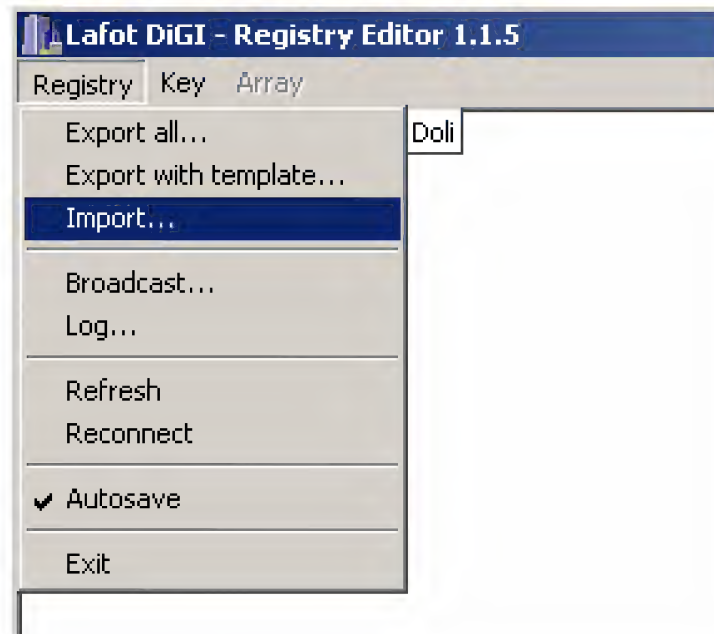 Lafot DiGI - Registry Editor 1.1.5
Registry Key Array
Export all...
Doli
Export with template...
Import...
Broadcast...
Log...
Refresh
Reconnect
Autosave
Exit